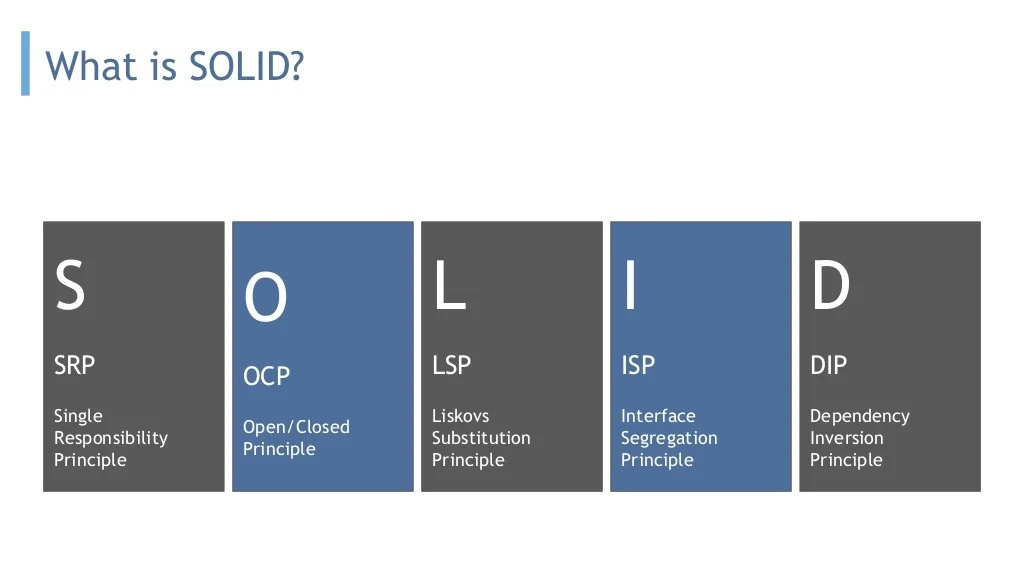 What is SOLID?
S
SRP
Single
Responsibility
Principle
O
OCP
Open/Closed
Principle
L
LSP
Liskovs
Substitution
Principle
I
ISP
Interface
Segregation
Principle
D
DIP
Dependency
Inversion
Principle